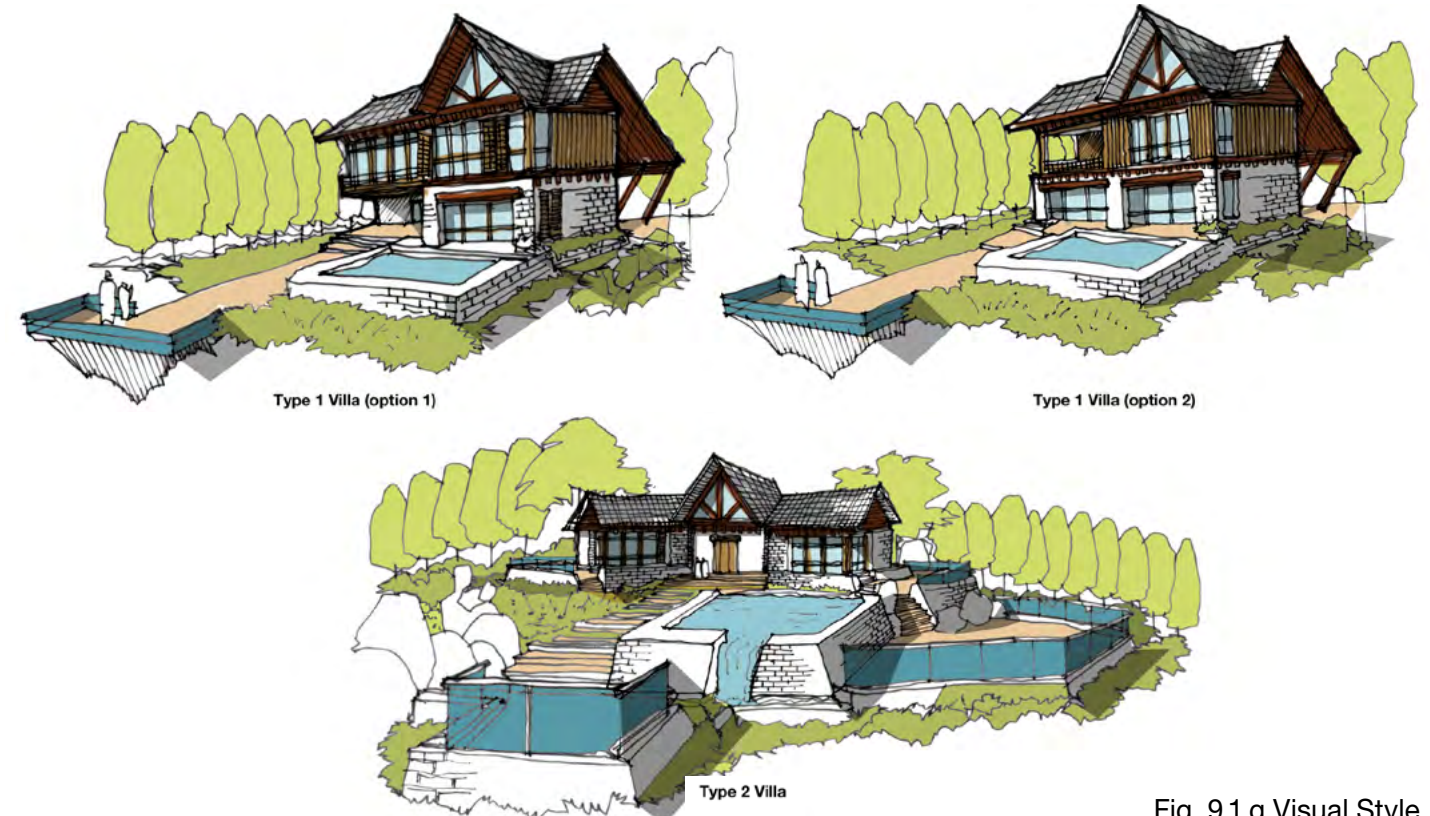 Type 1 Villa (option 1)
Type 1 Villa (option 2)
Type 2 Villa
Fig. 9.1.g Visual Style